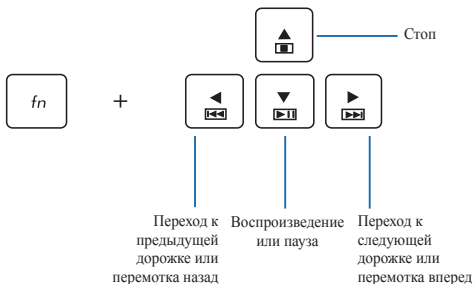 Стоп
fn +
Переход к
предыдущей
дорожке или
перемотка назад
Воспроизведение
или пауза
Переход к
следующей
дорожке или
перемотка вперед